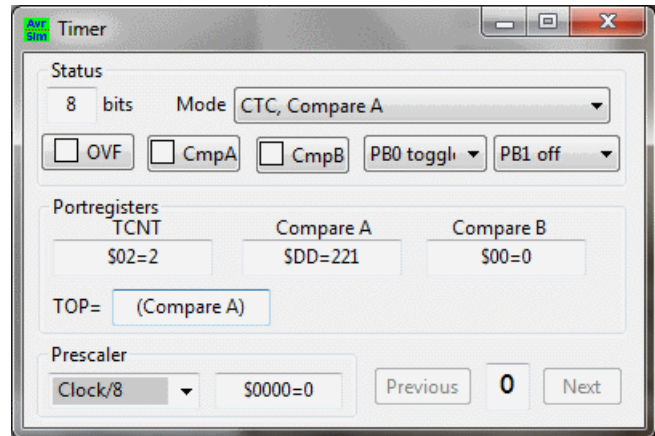 Avr Sim Timer
Status
8 bits Mode CTC, Compare A
OVF CmpA CmpB PB0 toggl PB1 off
Portregisters
TCNT Compare A Compare B
$02=2 $DD=221 $00=0
TOP= (Compare A)
Prescaler
Clock/8 $0000=0 Previous 0 Next